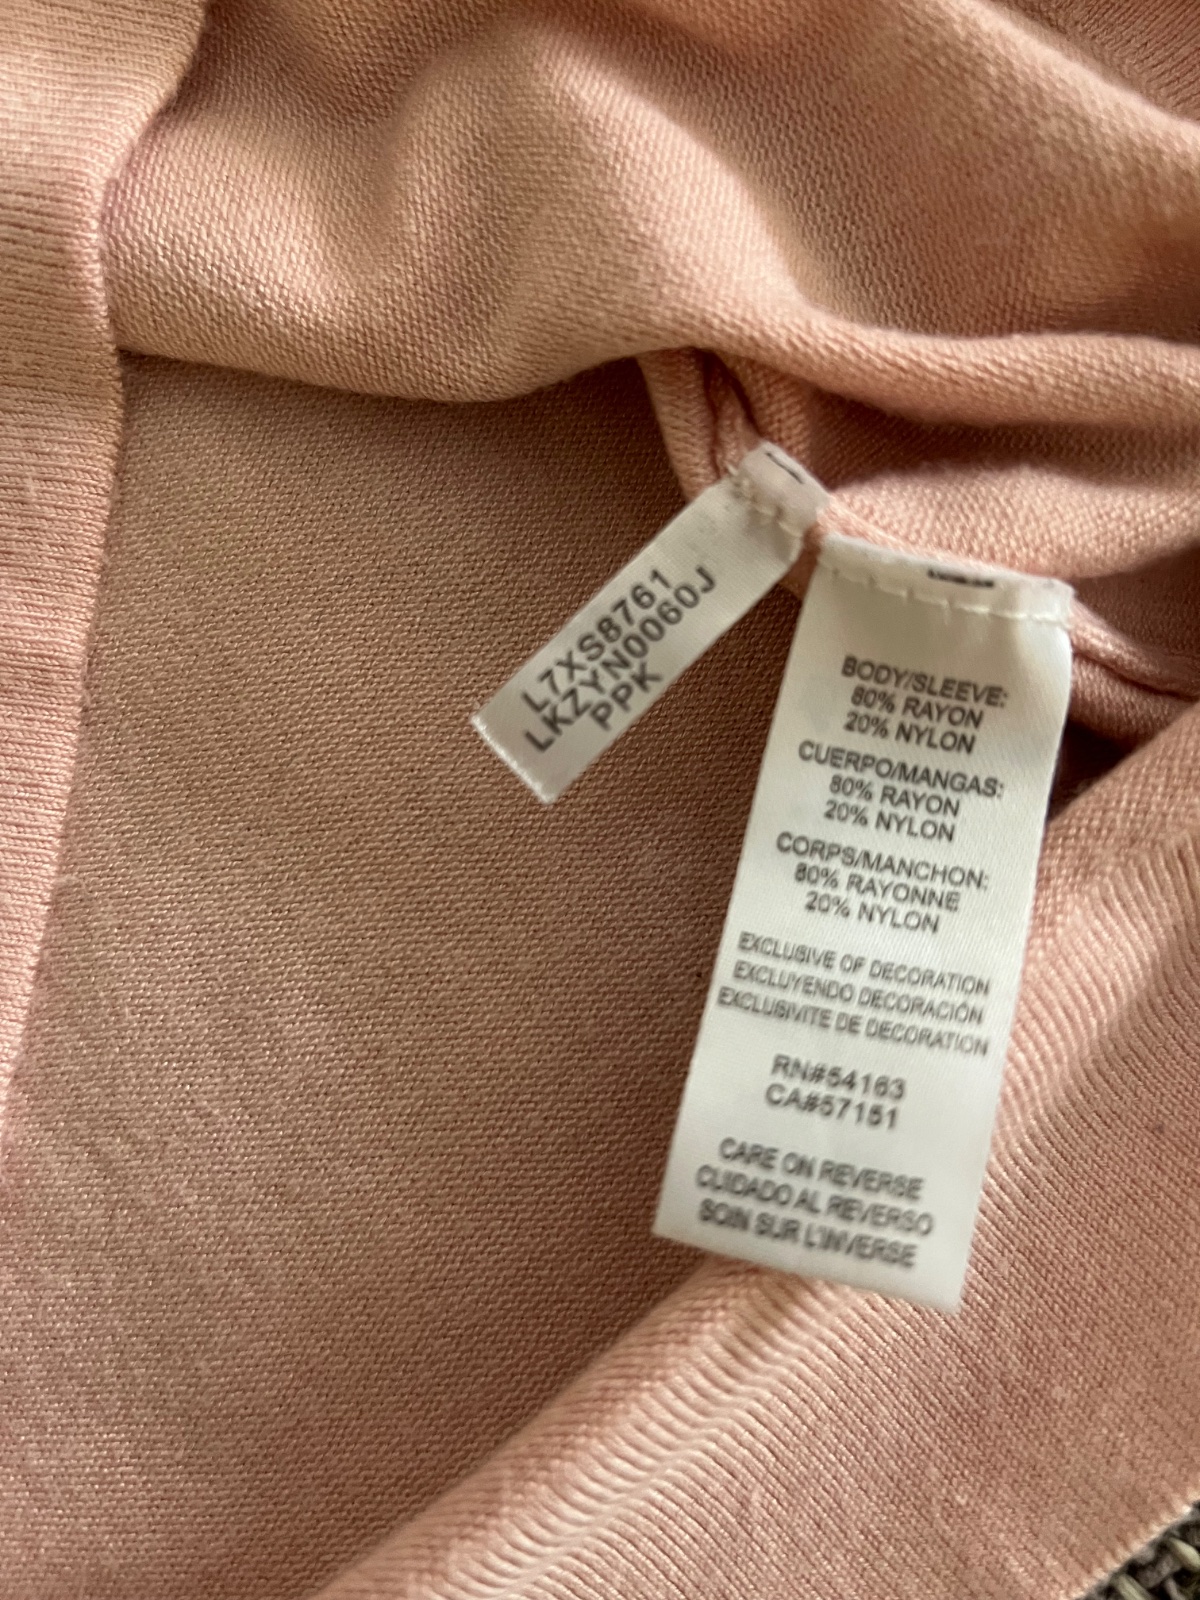 L7XS8761
LKZYN0060J
PPK
BODY/SLEEVE:
80% RAYON
20% NYLON
CUERPO/MANGAS:
80% RAYON
20% NYLON
CORPS/MANCHON:
80% RAYONNE
20% NYLON
EXCLUSIVE OF DECORATION
EXCLUYENDO DECORACIÓN
EXCLUSIVITE DE DECORATION
RN#54163
CA#57151
CARE ON REVERSE
CUIDADO AL REVERSO
SOIN SUR L'INVERSE